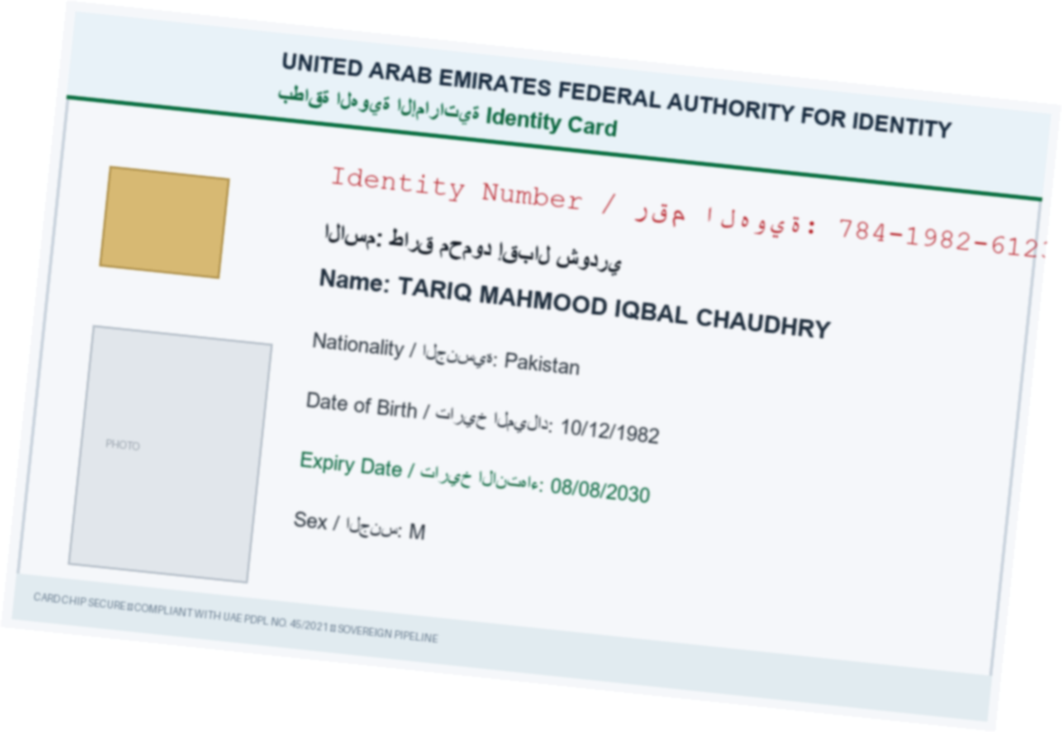 UNITED ARAB EMIRATES FEDERAL AUTHORITY FOR IDENTITY
بطاقة الهوية الإماراتية Identity Card
Identity Number / رقم الهوية: 784-1982-612
الاسم: طارق محمود إقبال شودري
Name: TARIQ MAHMOOD IQBAL CHAUDHRY
Nationality / الجنسية: Pakistan
Date of Birth / تاريخ الميلاد: 10/12/1982
Expiry Date / تاريخ الانتهاء: 08/08/2030
Sex / الجنس: M
PHOTO
CARD CHIP SECURE COMPLIANT WITH UAE PDPL NO. 45/2021 SOVEREIGN PIPELINE